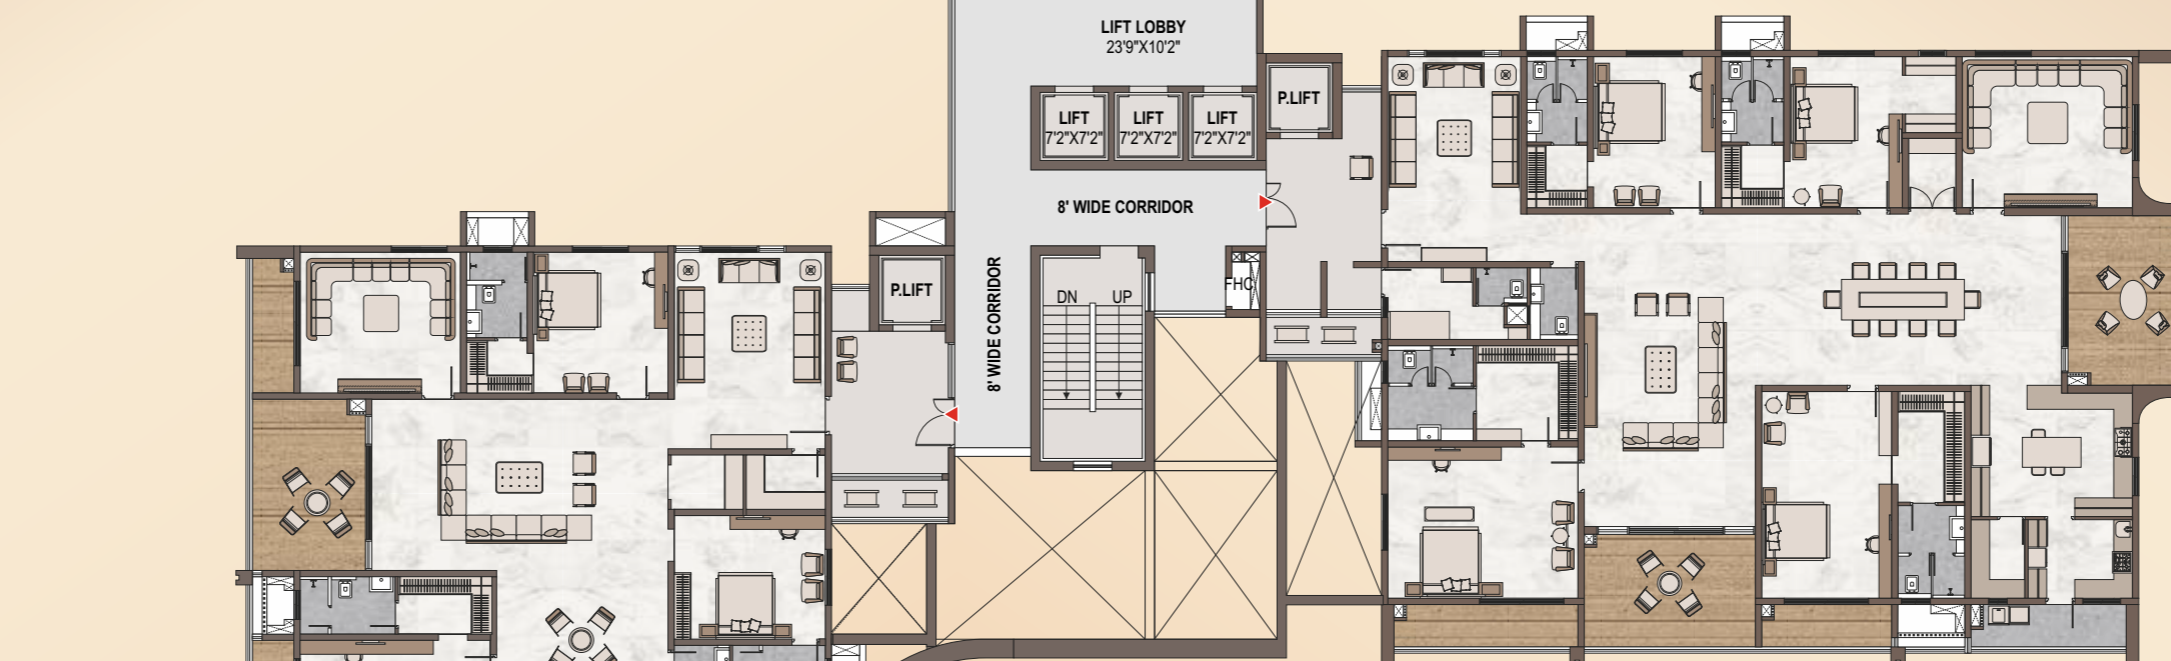 LIFT LOBBY
23'9"X10'2"
P.LIFT
LIFT
7'2"X7'2"
LIFT
7'2"X7'2"
LIFT
7'2"X7'2"
8' WIDE CORRIDOR
8' WIDE CORRIDOR
FHC
P.LIFT
DN
UP